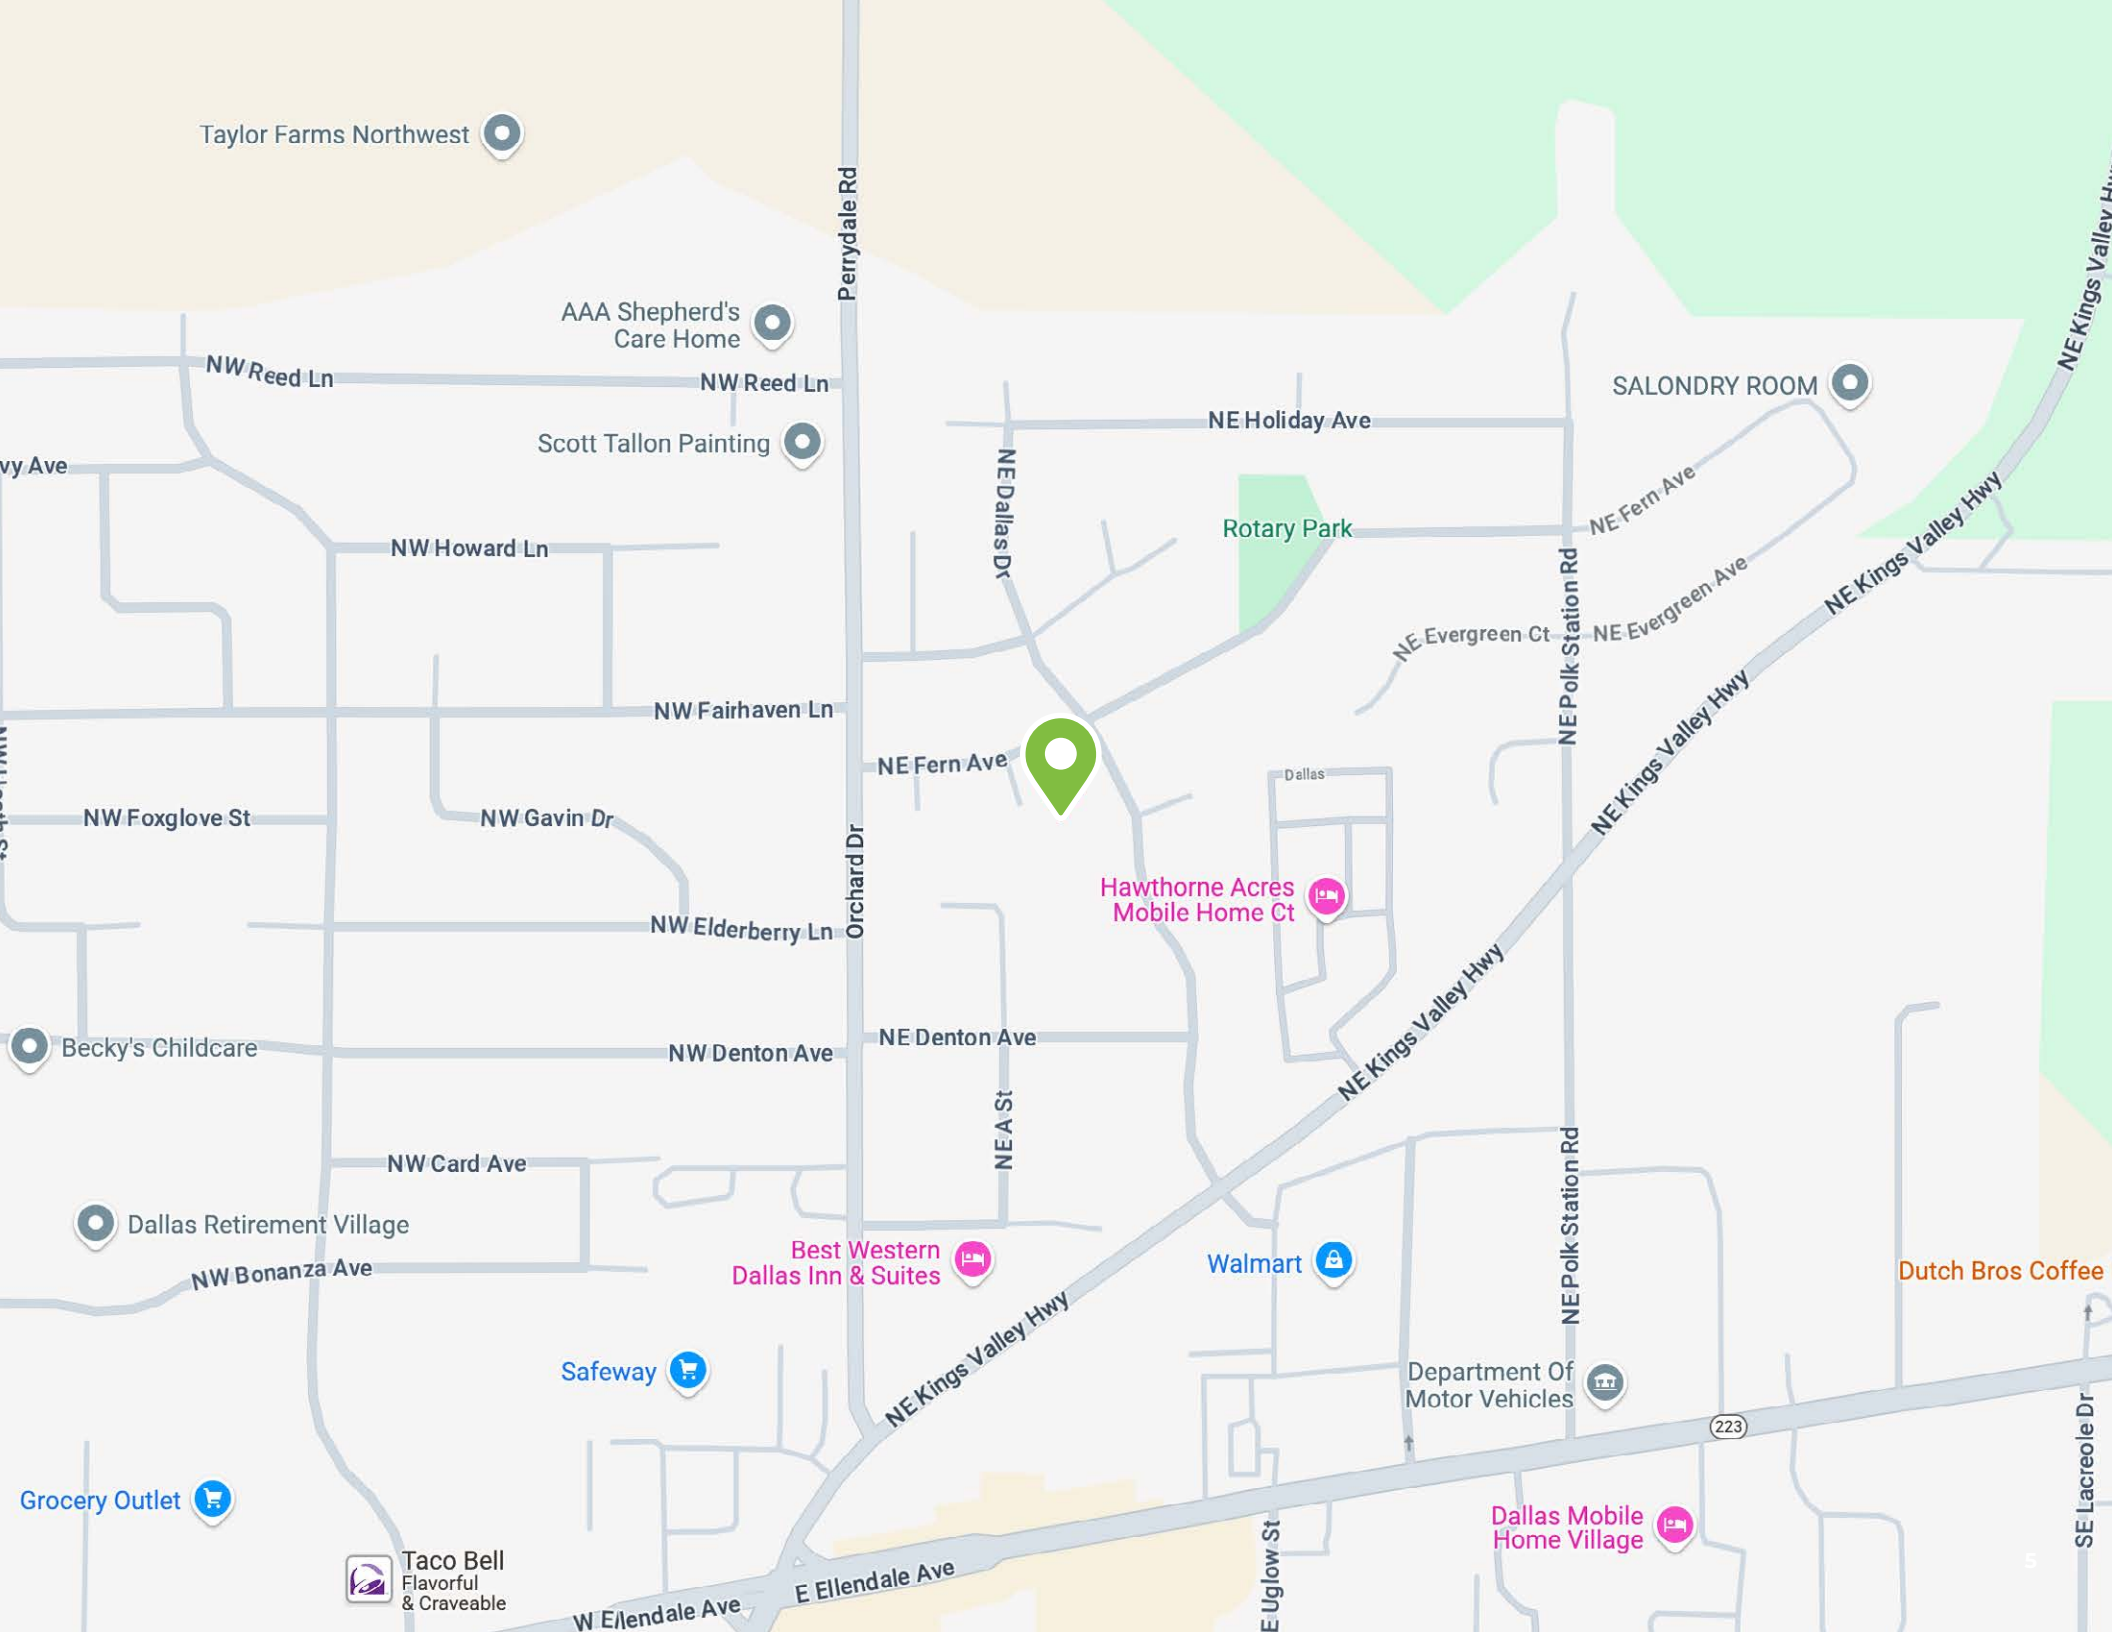 Taylor Farms Northwest
Perrydale Rd
NE Kings Valley Hwy
AAA Shepherd's
Care Home
NW Reed Ln
NW Reed Ln
NE Kings Valley Hwy
SALONDRY ROOM
NE Holiday Ave
Scott Tallon Painting
vy Ave
NE Dallas Dr
NE Fern Ave
Rotary Park
NW Howard Ln
NE Kings Valley Hwy
NE Evergreen Ct
NE Evergreen Ave
NE Polk Station Rd
NW Fairhaven Ln
NE Kings Valley Hwy
NE Fern Ave
Dallas
NW Foxglove St
NW Gavin Dr
Orchard Dr
Hawthorne Acres
Mobile Home Ct
NW Elderberry Ln
NE Kings Valley Hwy
Becky's Childcare
NW Denton Ave
NE Denton Ave
NE A St
NW Card Ave
NE Polk Station Rd
Dallas Retirement Village
NW Bonanza Ave
Best Western
Dallas Inn & Suites
Walmart
Dutch Bros Coffee
NE Kings Valley Hwy
Safeway
Department Of
Motor Vehicles
223
SE Lacreole Dr
Grocery Outlet
Dallas Mobile
Home Village
Taco Bell
Flavorful
& Craveable
E Ellendale Ave
W Ellendale Ave
E Uglow St
5